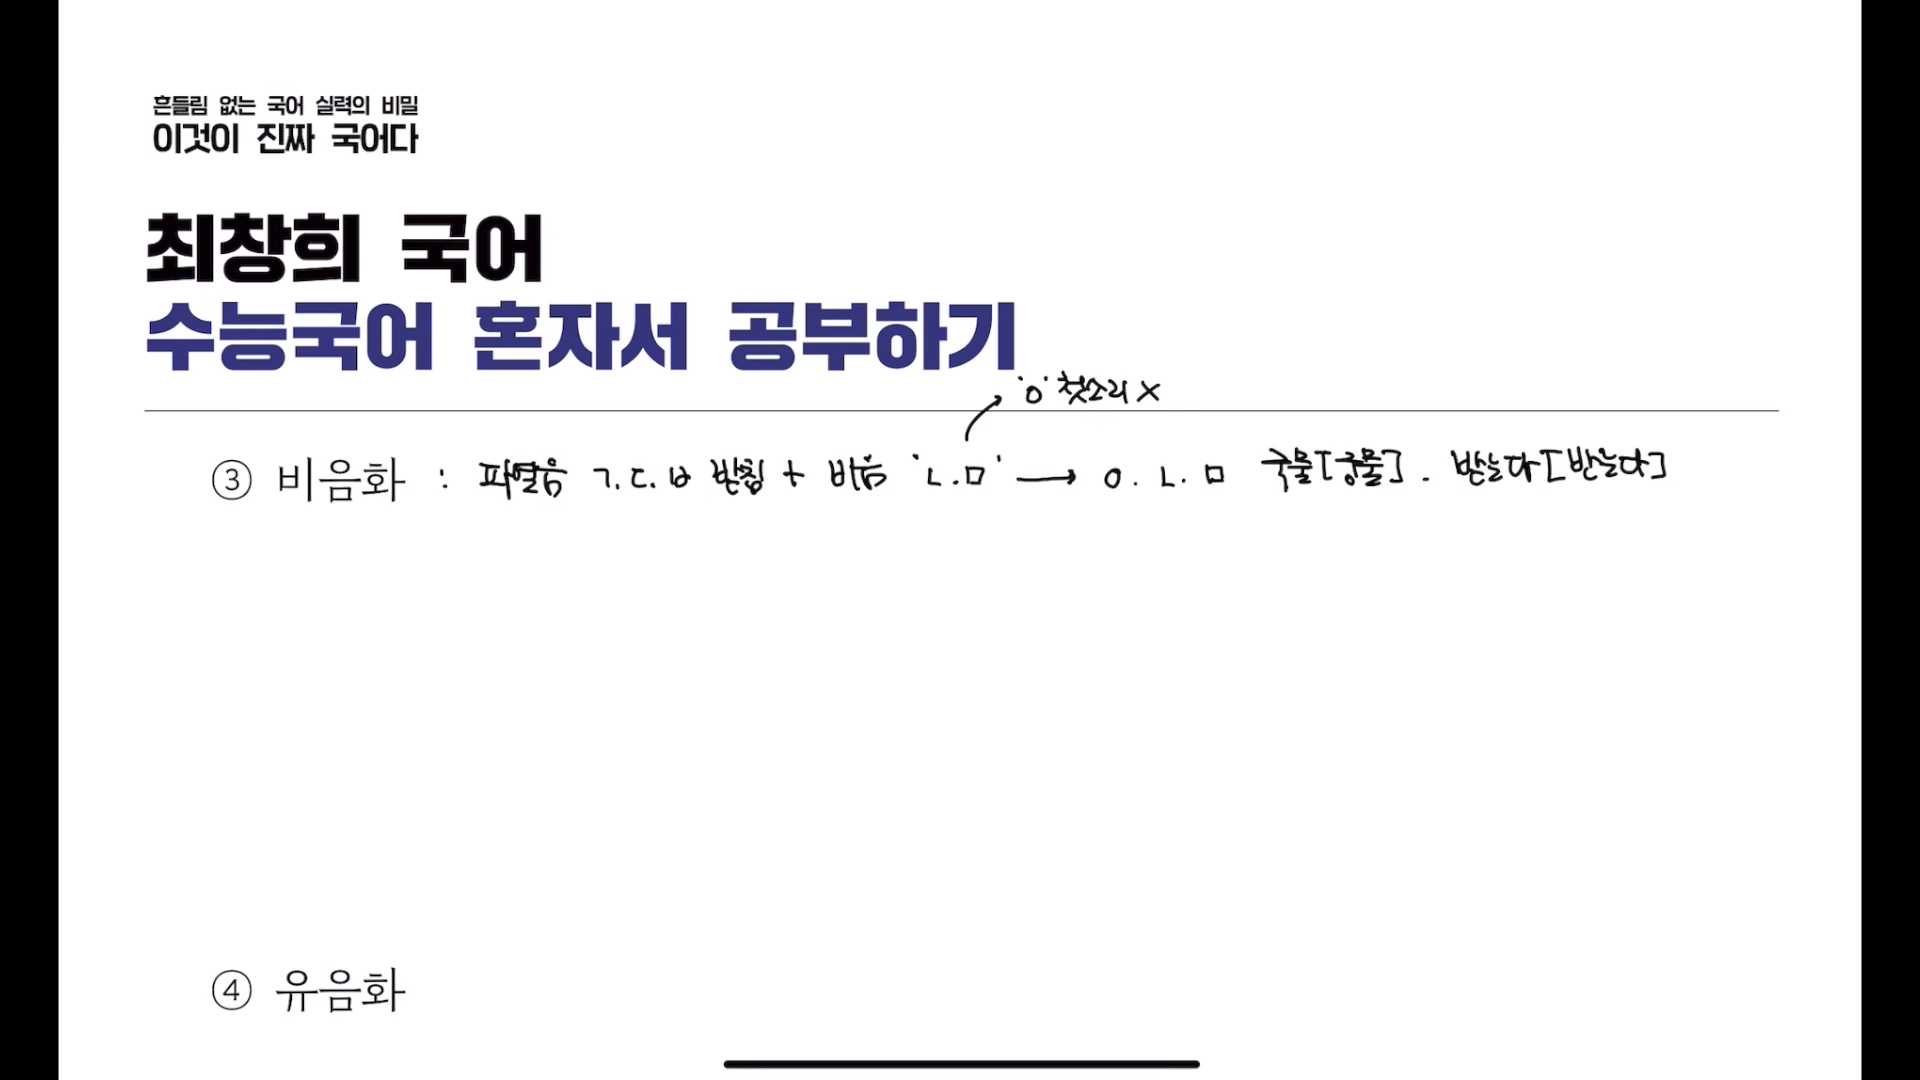 흔들림 없는 국어 실력의 비밀
이것이 진짜 국어다
최창희 국어
수능국어 혼자서 공부하기
'ㅇ' 첫소리 X
③ 비음화 : 파열음 ㄱ.ㄷ.ㅂ 받침 + 비음 'ㄴ.ㅁ' → ㅇ.ㄴ.ㅁ 국물[궁물]. 받는다[반는다]
④ 유음화